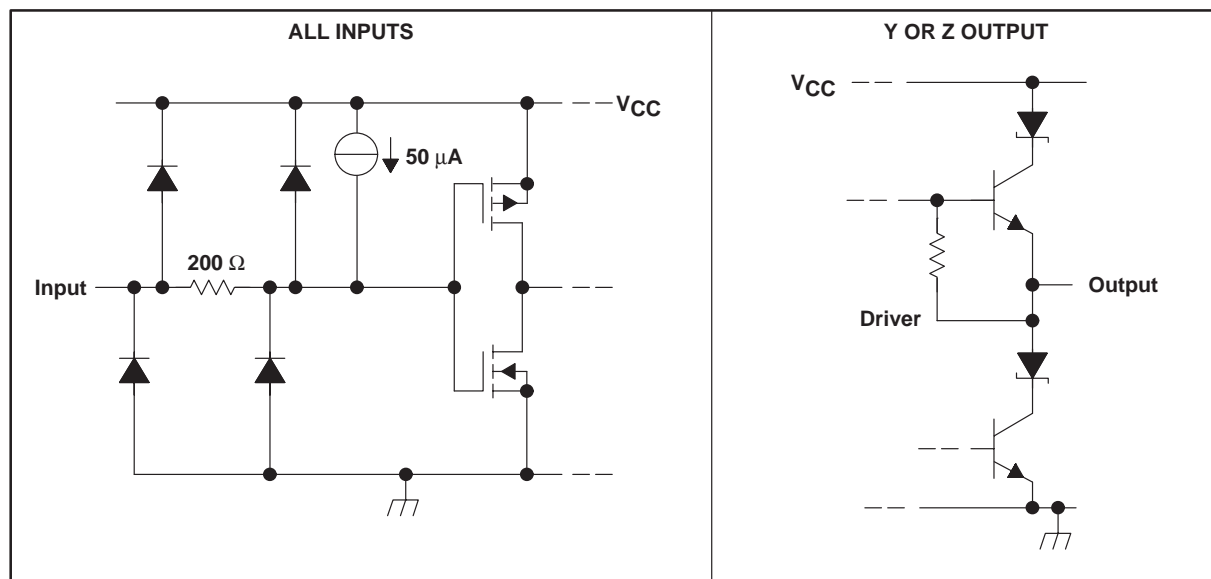 ALL INPUTS
VCC
50 μA
200 Ω
Input
Y OR Z OUTPUT
VCC
Output
Driver